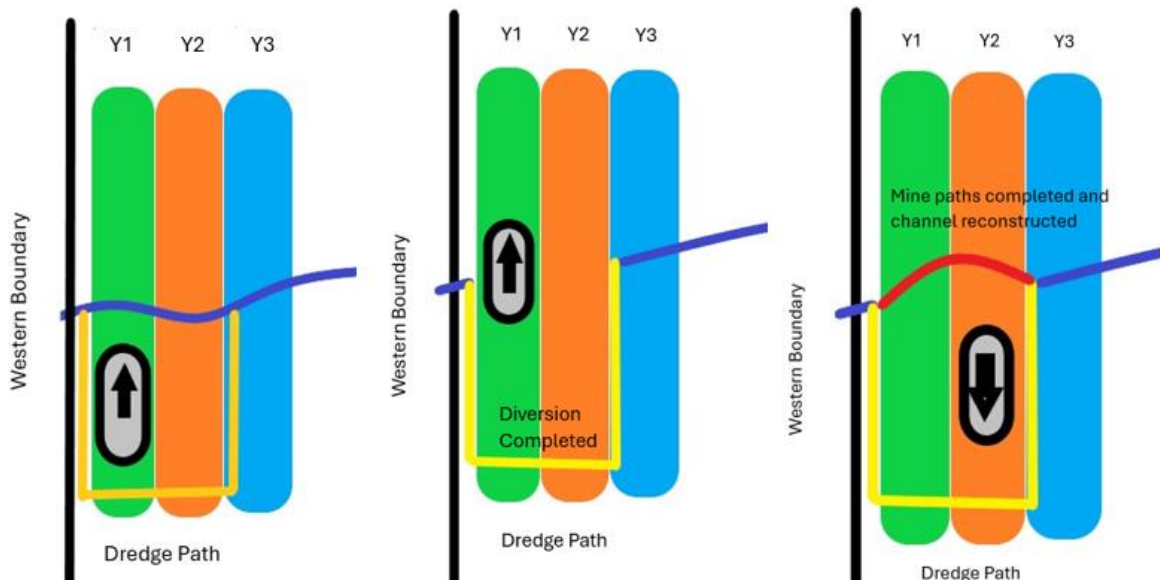 Y1 Y2 Y3
Western Boundary
Dredge Path
Y1 Y2 Y3
Western Boundary
Diversion
Completed
Dredge Path
Y1 Y2 Y3
Western Boundary
Mine paths completed and
channel reconstructed
Dredge Path